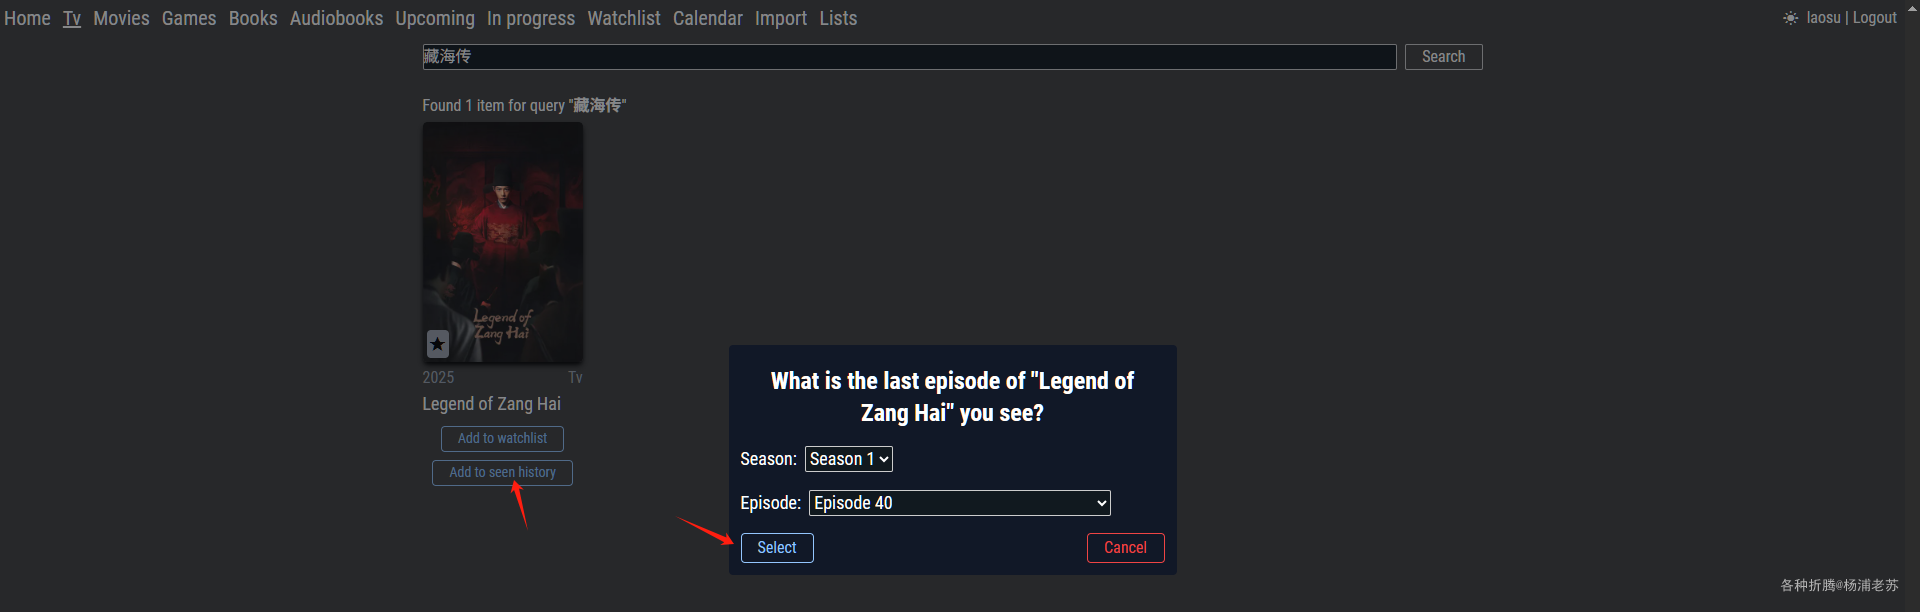 Home Tv Movies Games Books Audiobooks Upcoming In progress Watchlist Calendar Import Lists laosu | Logout
藏海传 Search
Found 1 item for query "藏海传"
Legend of
Zang Hai
2025 Tv
Legend of Zang Hai
Add to watchlist
Add to seen history
What is the last episode of "Legend of
Zang Hai" you see?
Season: Season 1
Episode: Episode 40
Select Cancel
各种折腾@杨浦老苏